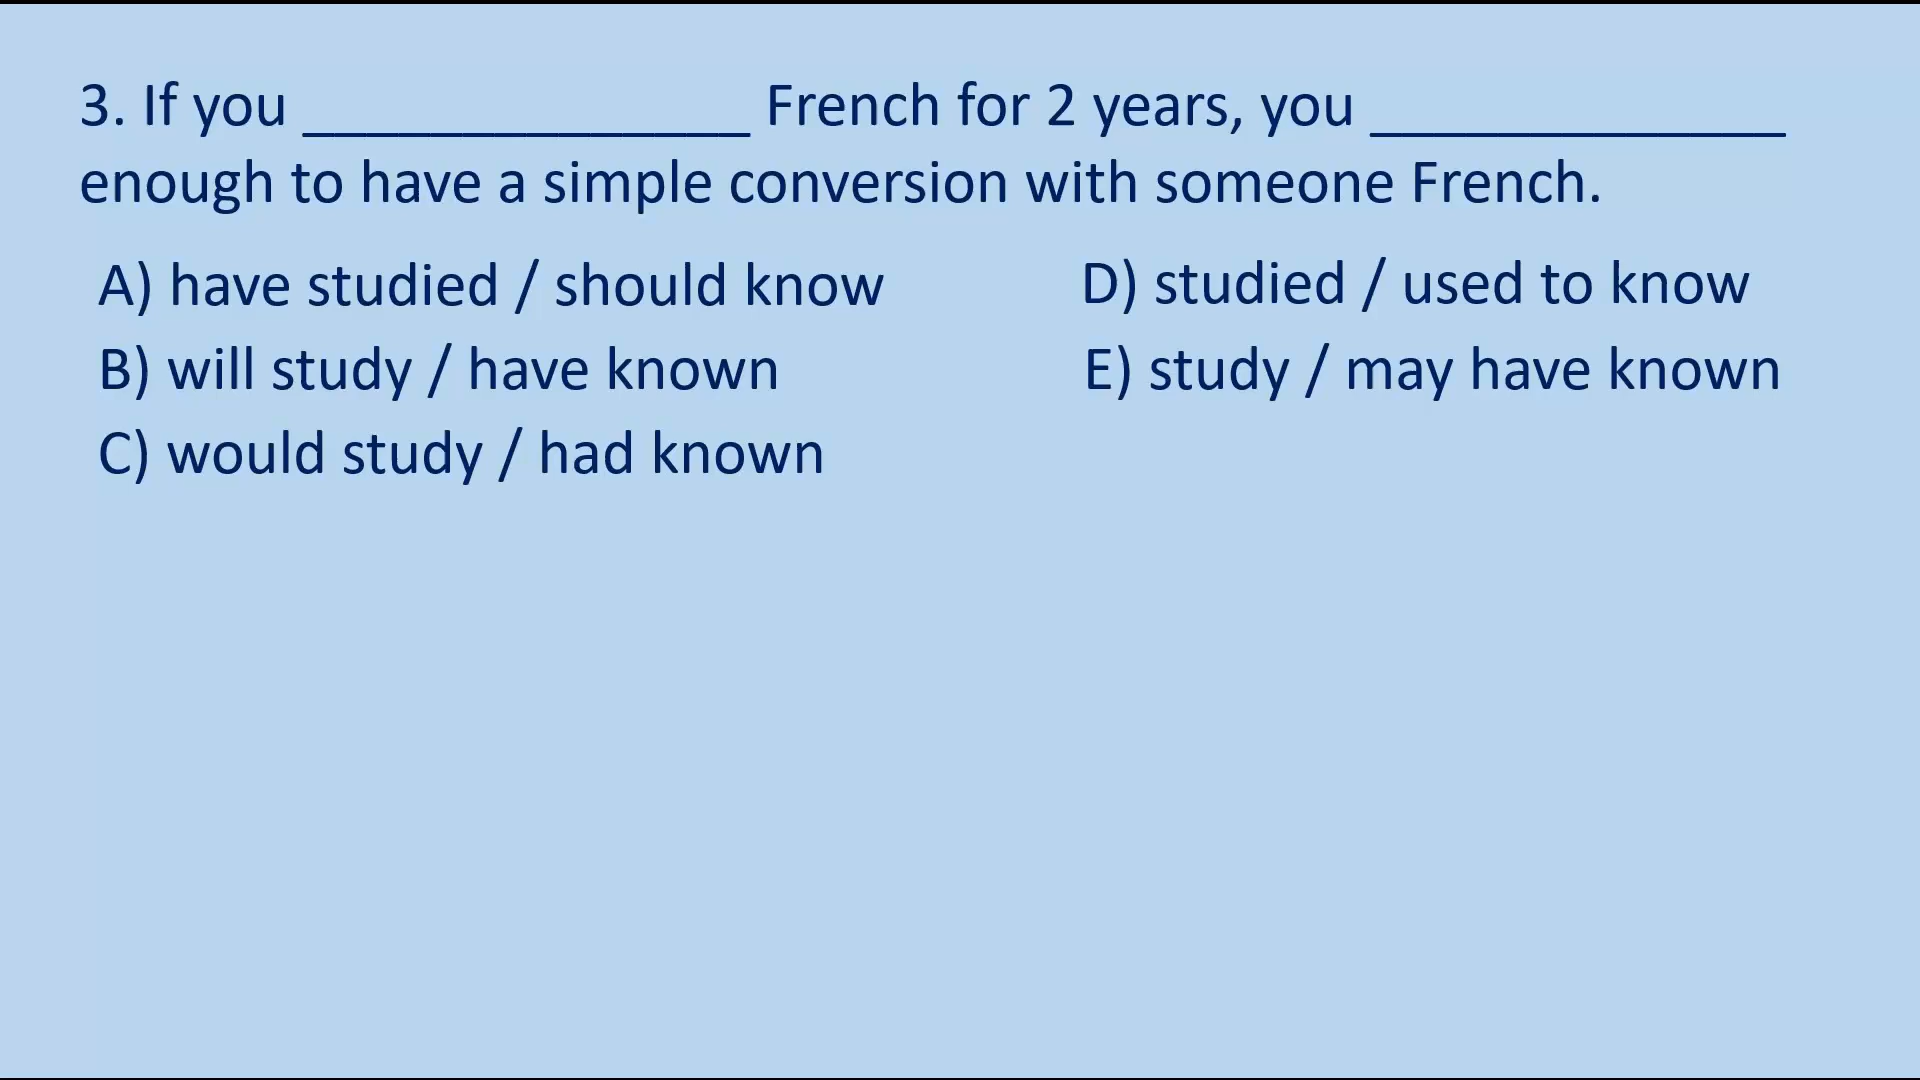 3. If you ______________ French for 2 years, you _____________
enough to have a simple conversion with someone French.
A) have studied / should know
B) will study / have known
C) would study / had known
D) studied / used to know
E) study / may have known